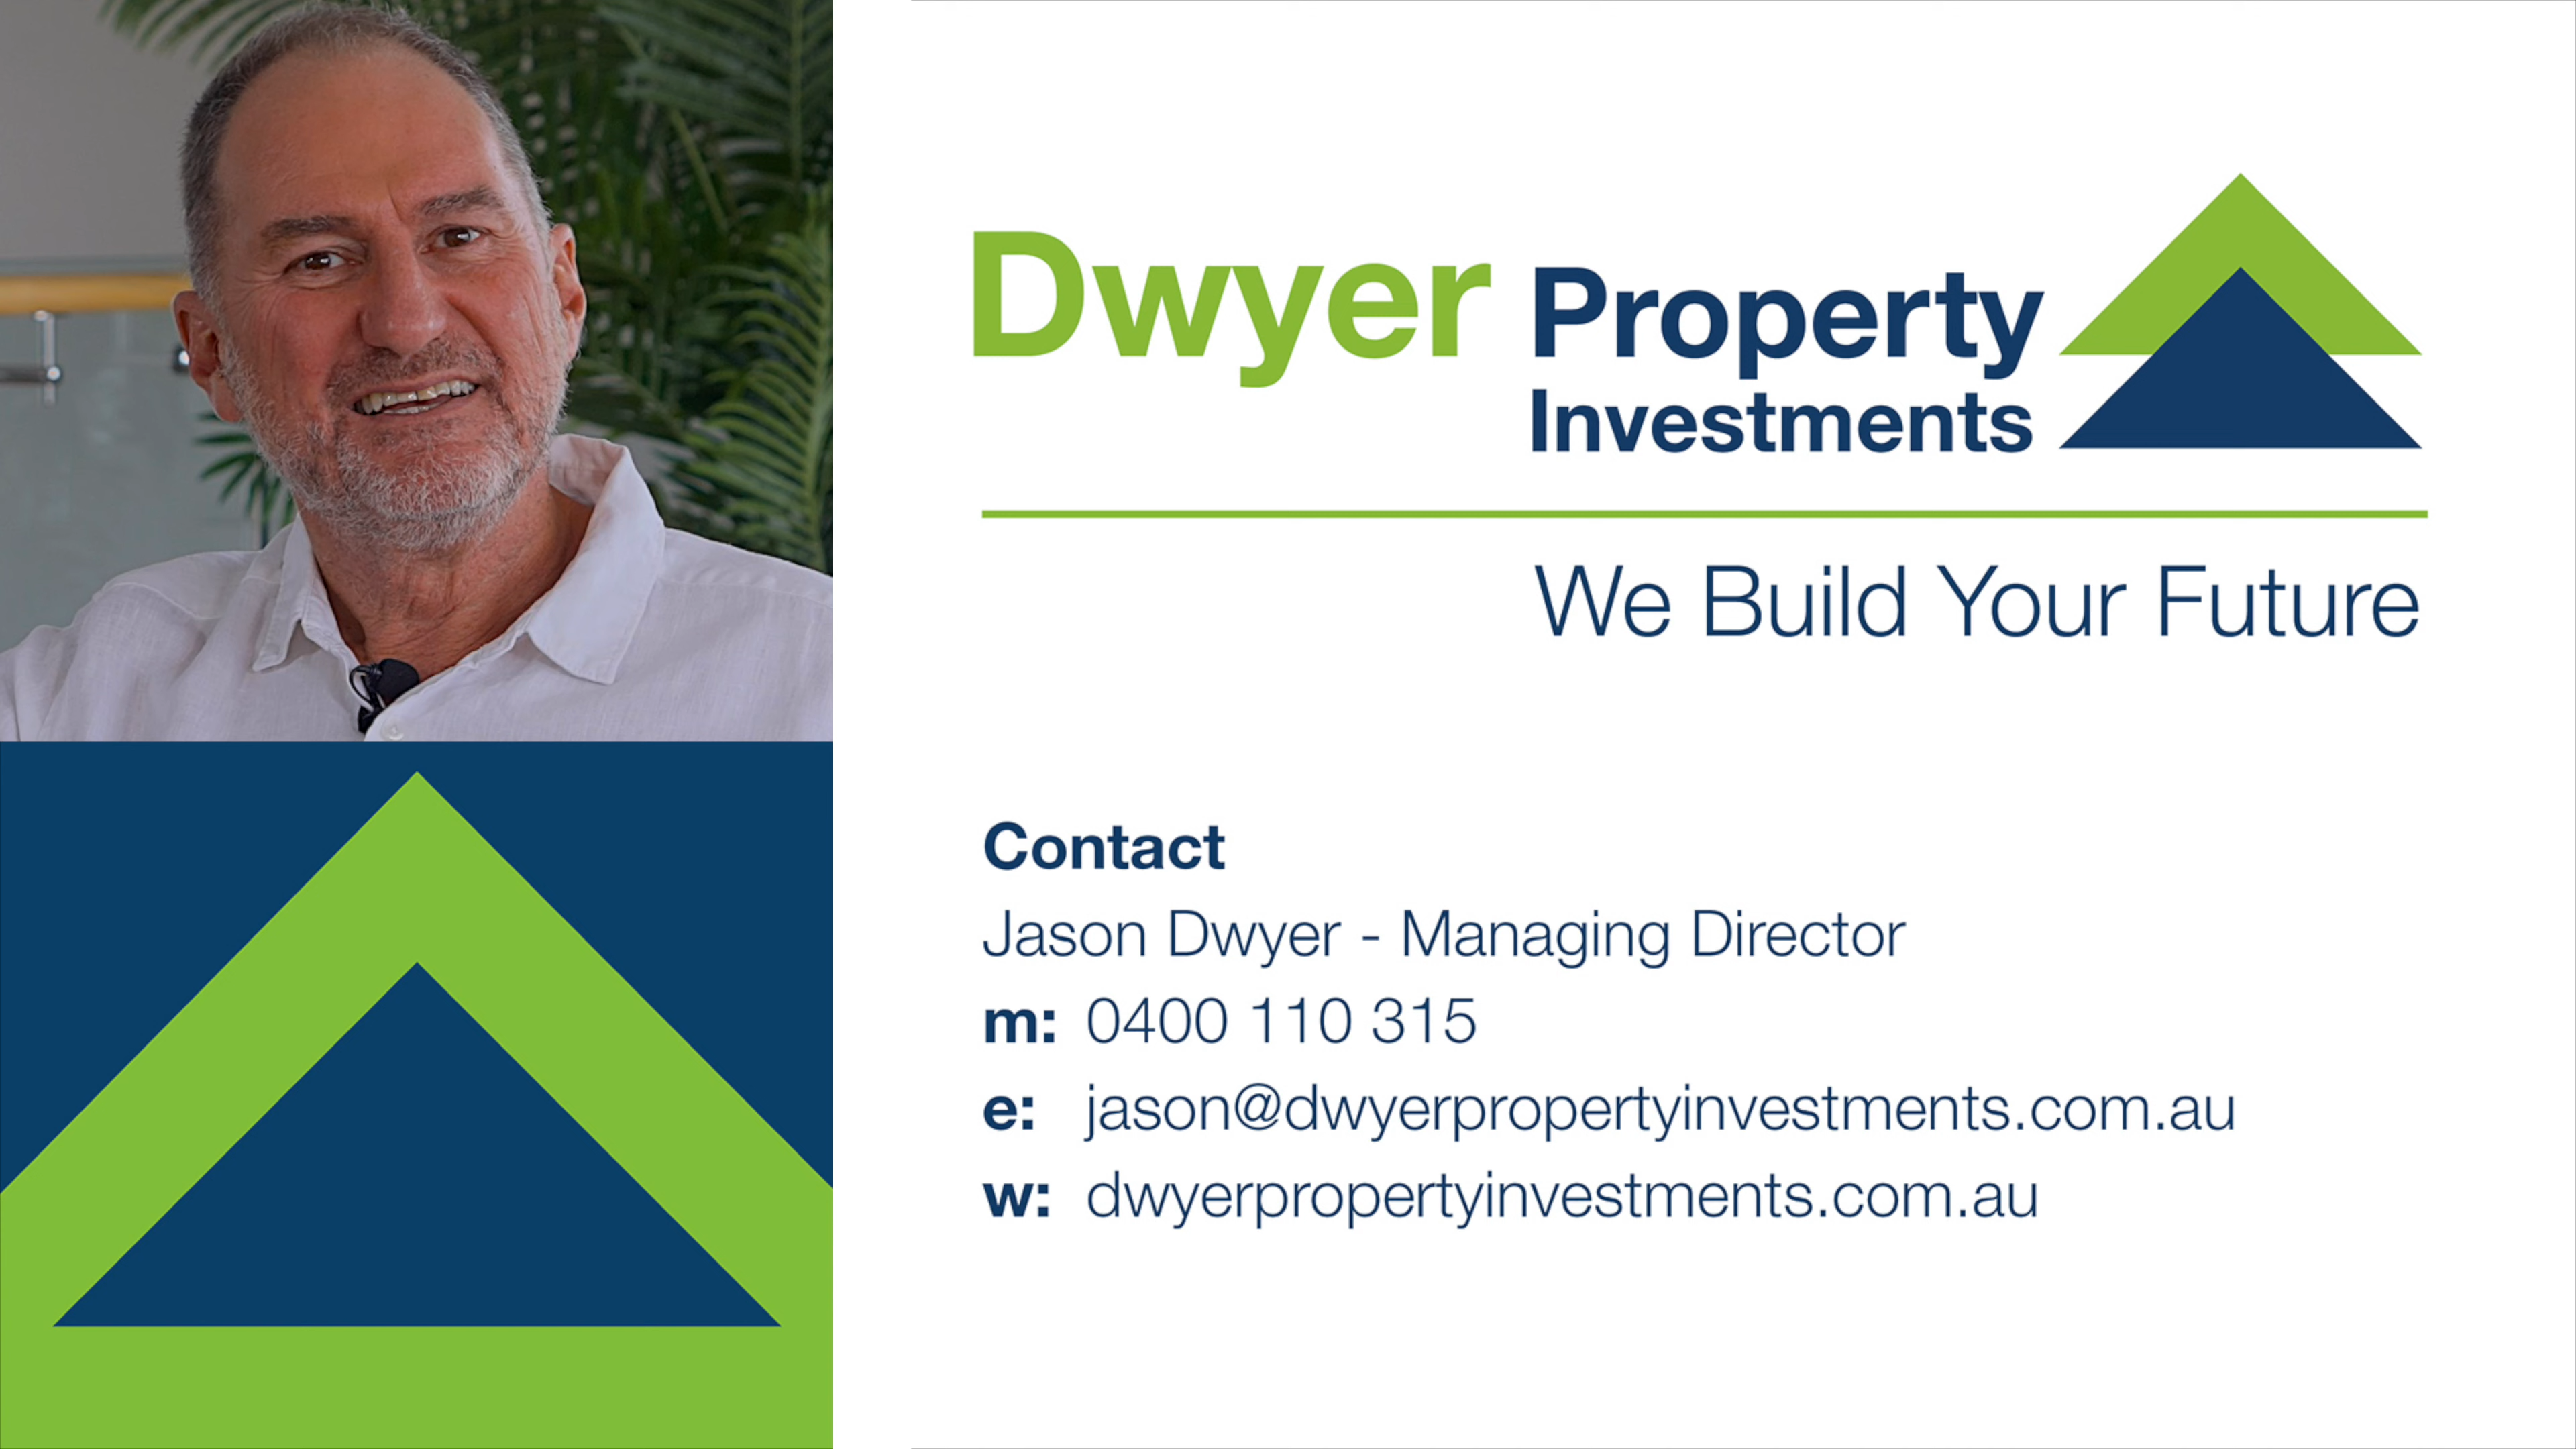 Dwyer Property
Investments
We Build Your Future
Contact
Jason Dwyer - Managing Director
m: 0400 110 315
e: jason@dwyerpropertyinvestments.com.au
w: dwyerpropertyinvestments.com.au